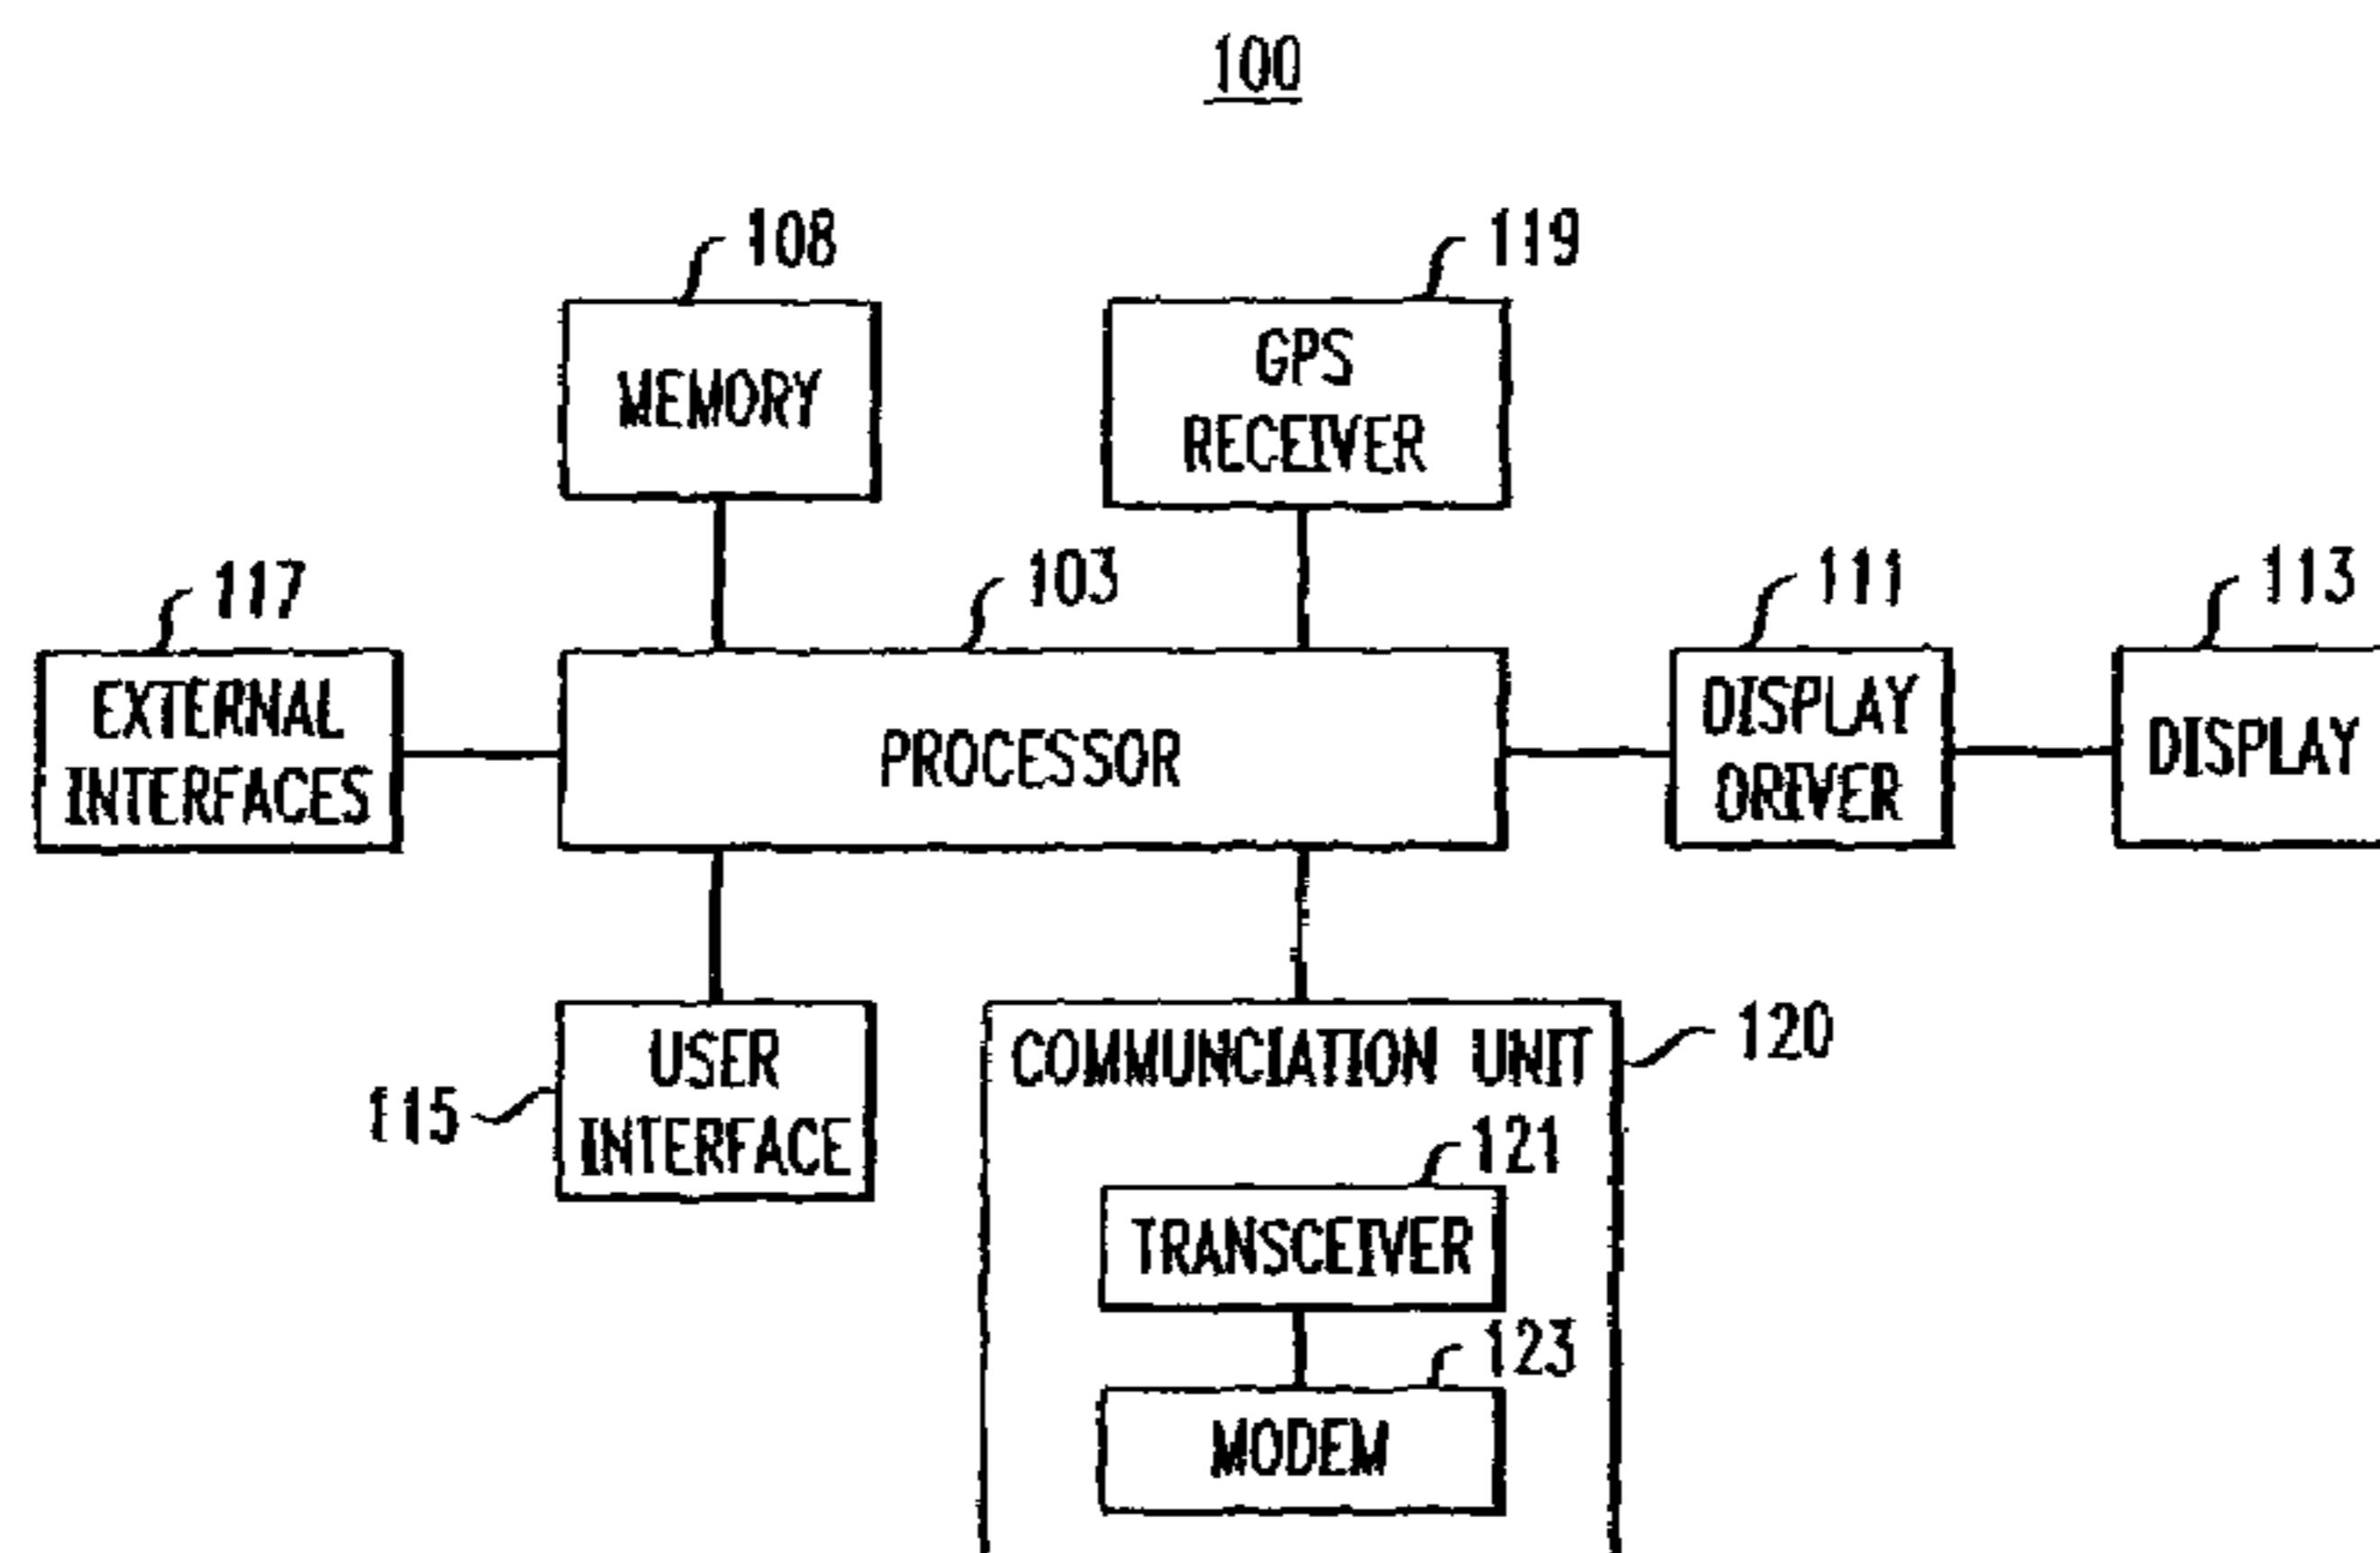 100
108
119
MEMORY
GPS
RECEIVER
117
103
111
113
EXTERNAL
INTERFACES
PROCESSOR
DISPLAY
DRIVER
DISPLAY
115
USER
INTERFACE
COMMUNCIATION UNIT
120
121
TRANSCEIVER
123
MODEM